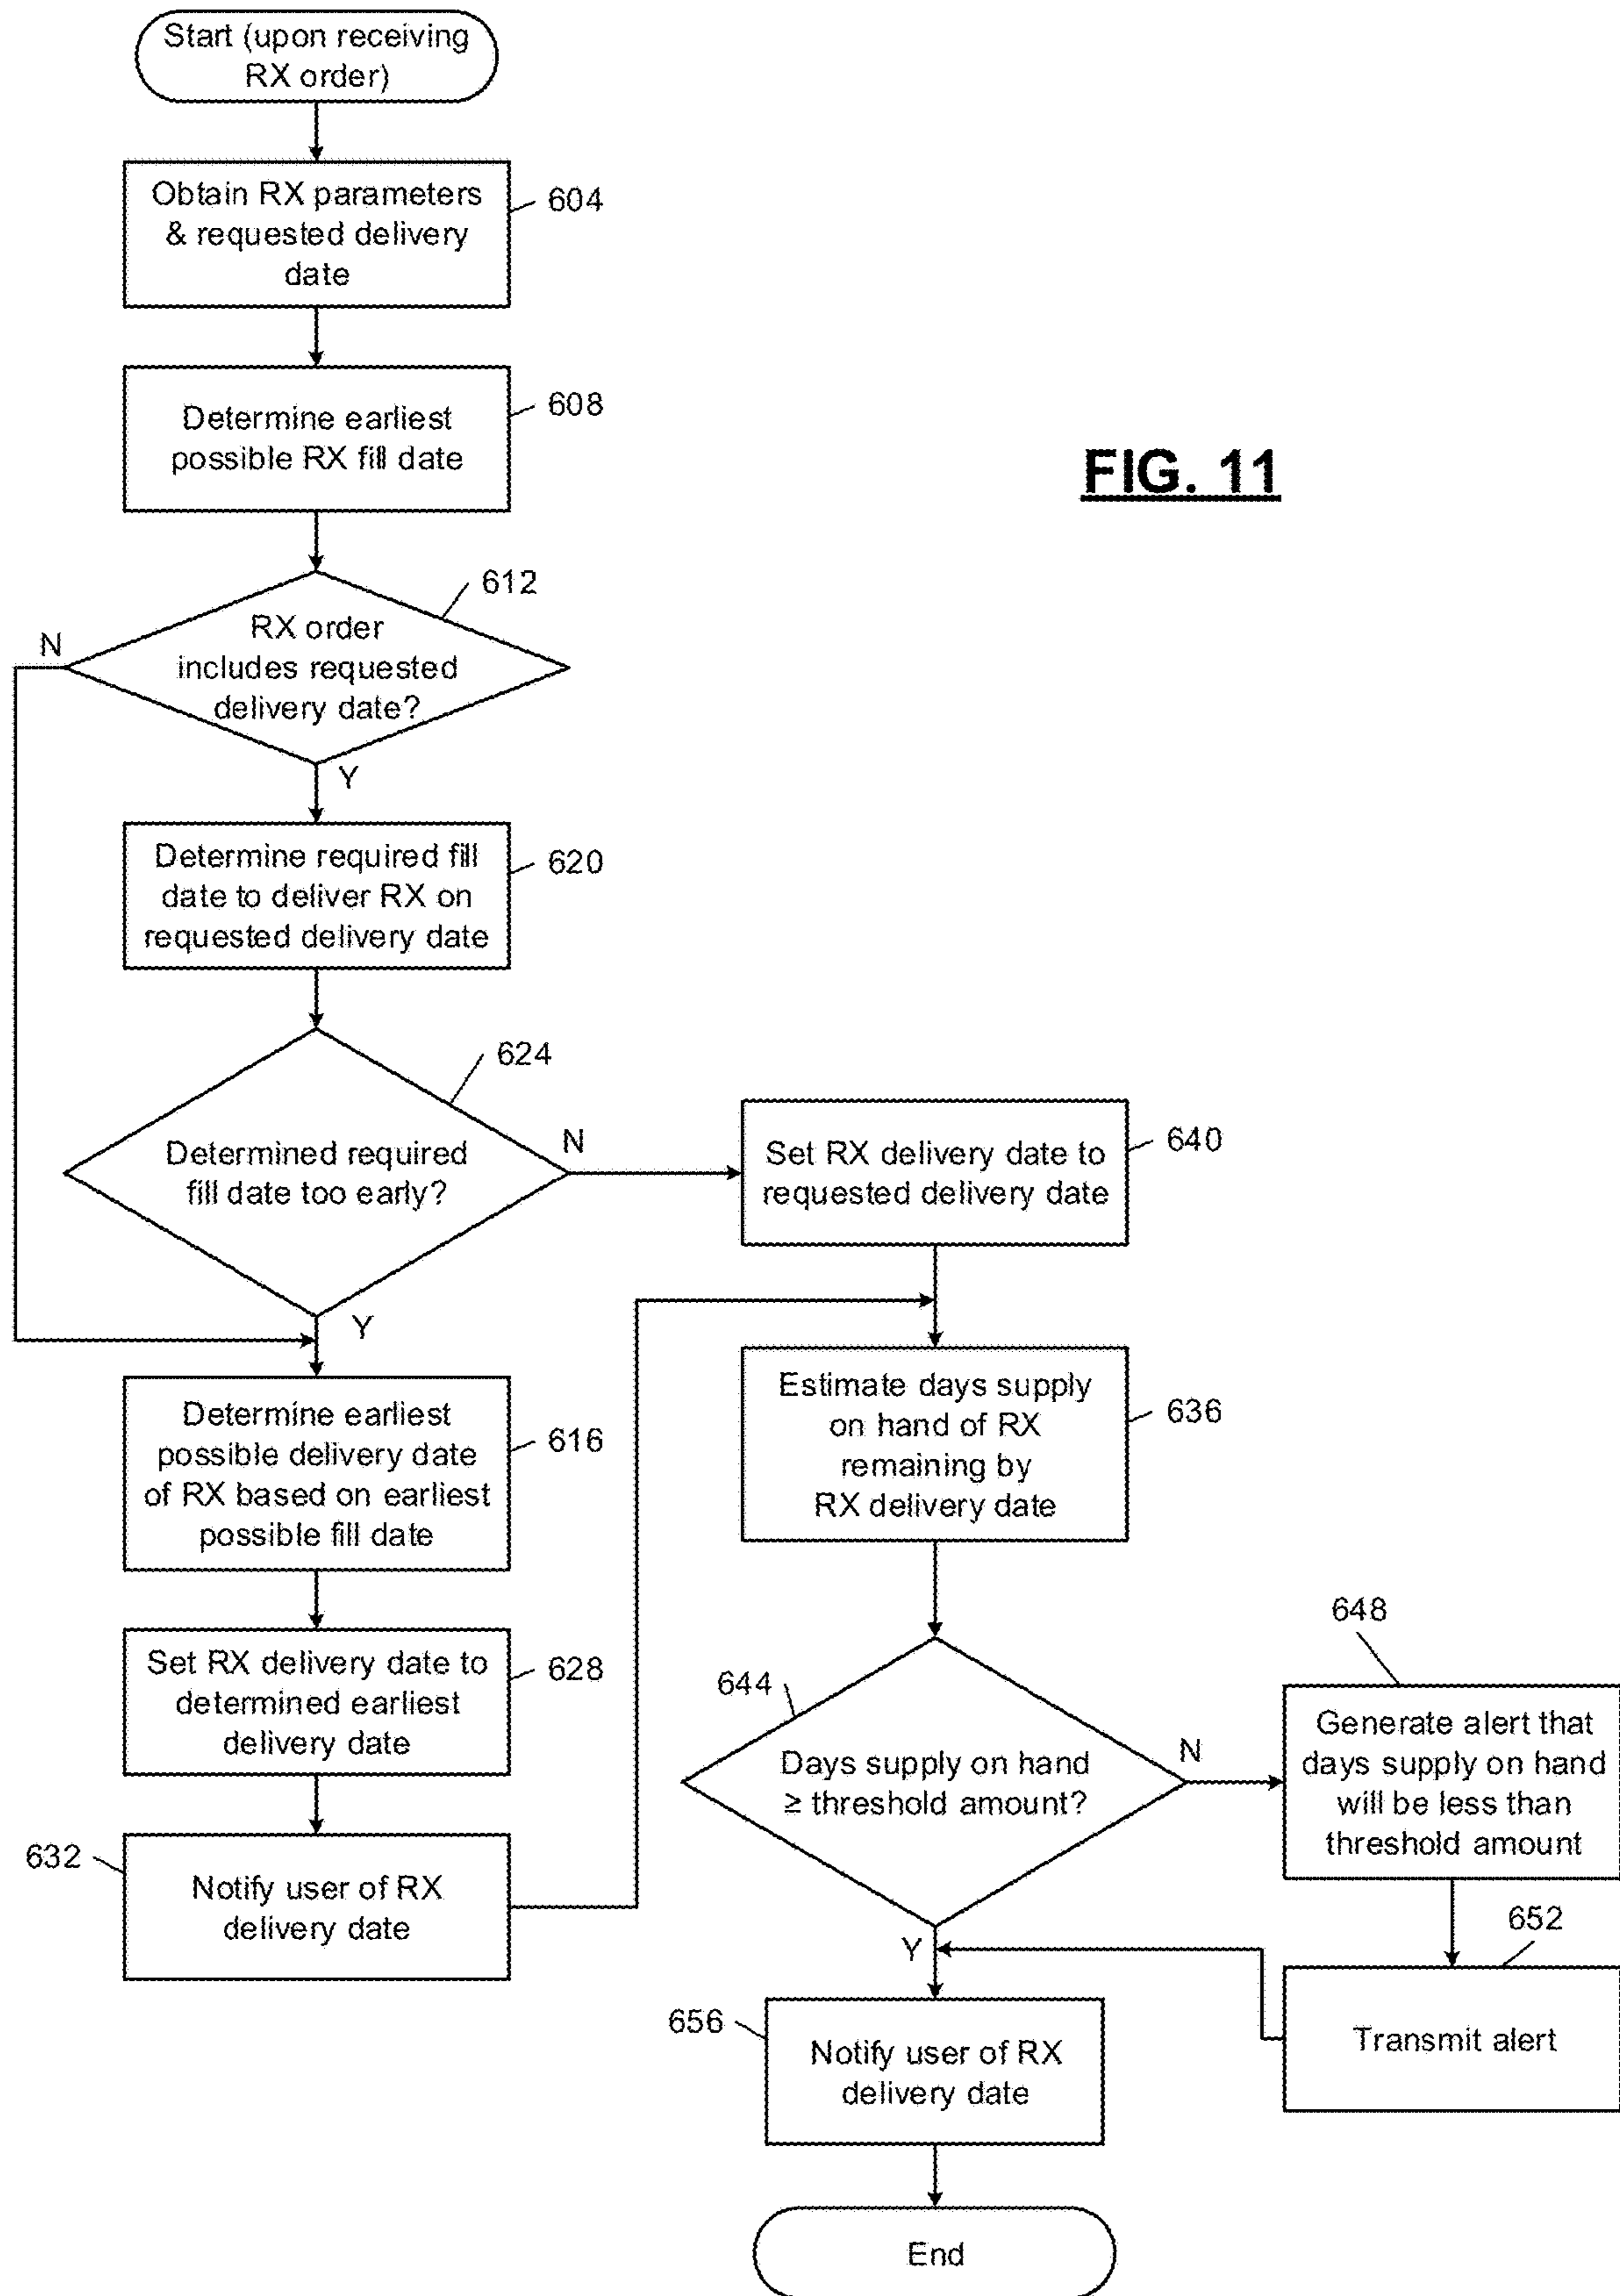 Start (upon receiving
RX order)
Obtain RX parameters
& requested delivery
date
604
Determine earliest
possible RX fill date
608
FIG. 11
612
RX order
includes requested
delivery date?
N
Y
Determine required fill
date to deliver RX on
requested delivery date
620
624
Determined required
fill date too early?
N
Y
Set RX delivery date to
requested delivery date
640
Determine earliest
possible delivery date
of RX based on earliest
possible fill date
616
Estimate days supply
on hand of RX
remaining by
RX delivery date
636
Set RX delivery date to
determined earliest
delivery date
628
632
Notify user of RX
delivery date
644
Days supply on hand
≥ threshold amount?
N
Y
648
Generate alert that
days supply on hand
will be less than
threshold amount
652
Transmit alert
656
Notify user of RX
delivery date
End